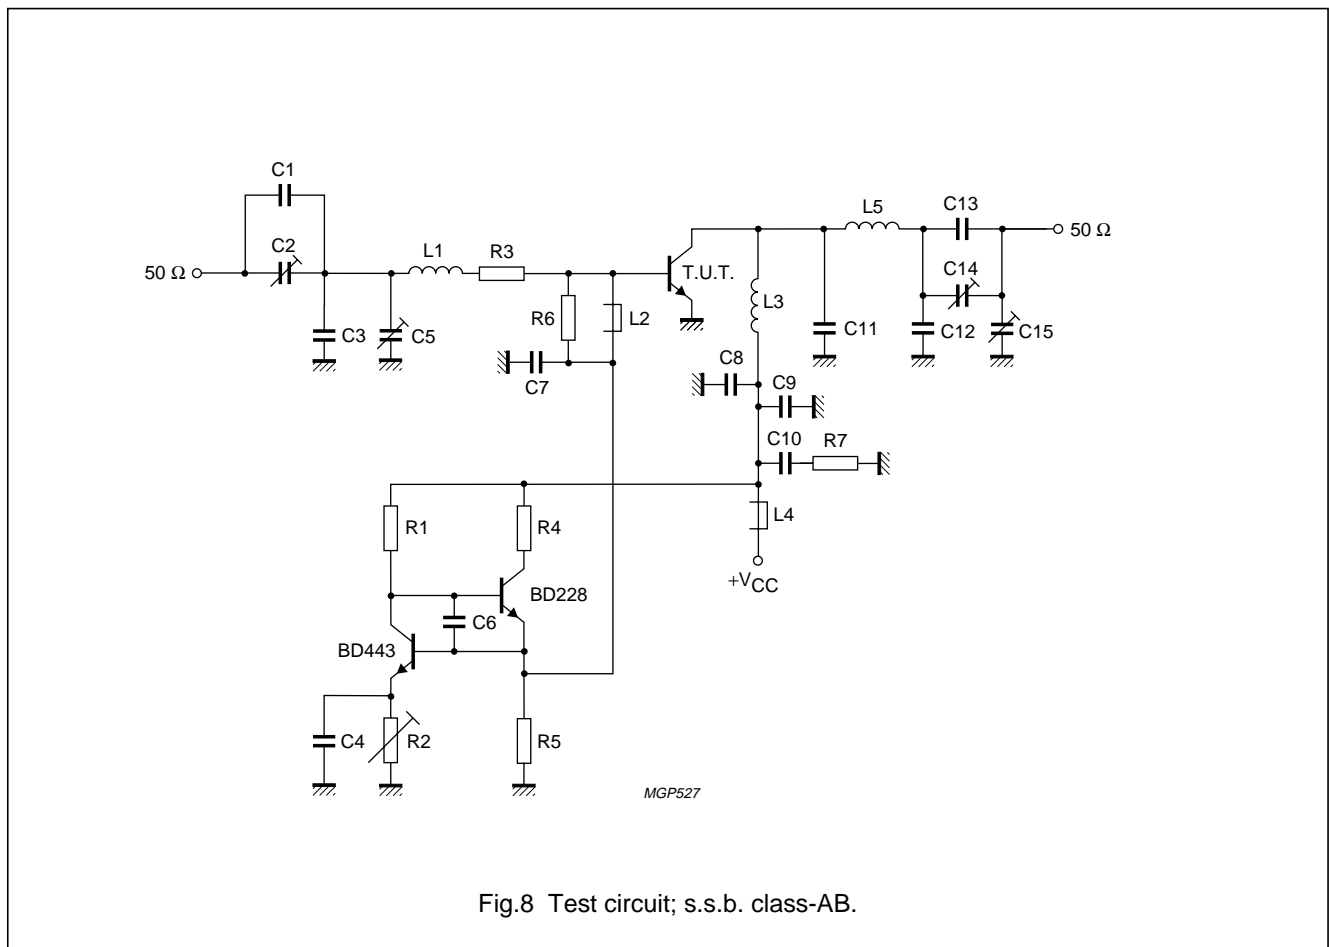 C1
C13
L5
50 Ω
C2
L1
R3
50 Ω
T.U.T.
C14
L3
R6
L2
C3
C5
C11
C12
C15
C8
C7
C9
C10
R7
L4
R1
R4
+VCC
BD228
C6
BD443
C4
R2
R5
MGP527
Fig.8 Test circuit; s.s.b. class-AB.